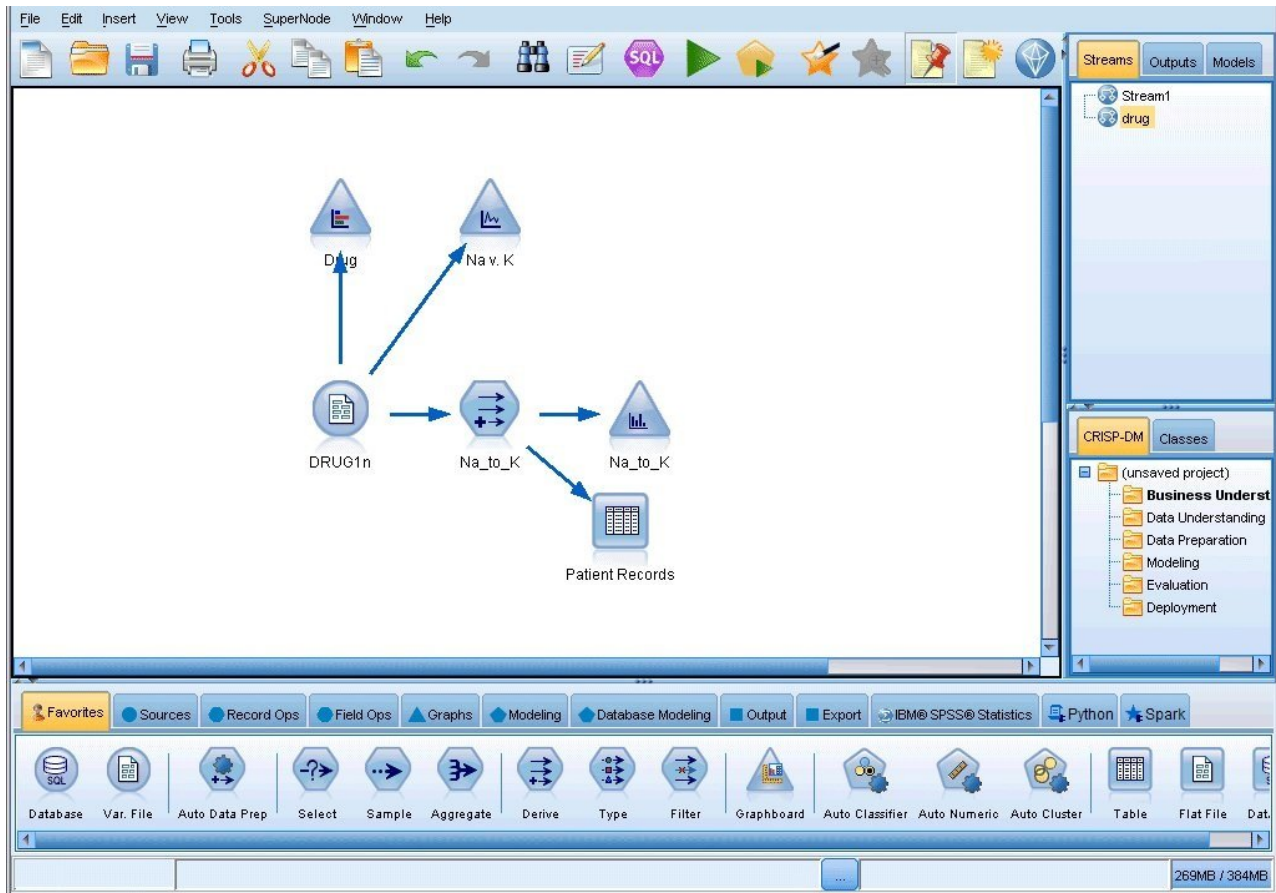 File Edit Insert View Tools SuperNode Window Help
SQL
Streams Outputs Models
Stream1
drug
Drug
Na v. K
DRUG1n
Na_to_K
Na_to_K
Patient Records
CRISP-DM Classes
(unsaved project)
Business Underst
Data Understanding
Data Preparation
Modeling
Evaluation
Deployment
Favorites Sources Record Ops Field Ops Graphs Modeling Database Modeling Output Export IBM® SPSS® Statistics Python Spark
SQL
Database Var. File Auto Data Prep Select Sample Aggregate Derive Type Filter Graphboard Auto Classifier Auto Numeric Auto Cluster Table Flat File Dat.
...
269MB / 384MB